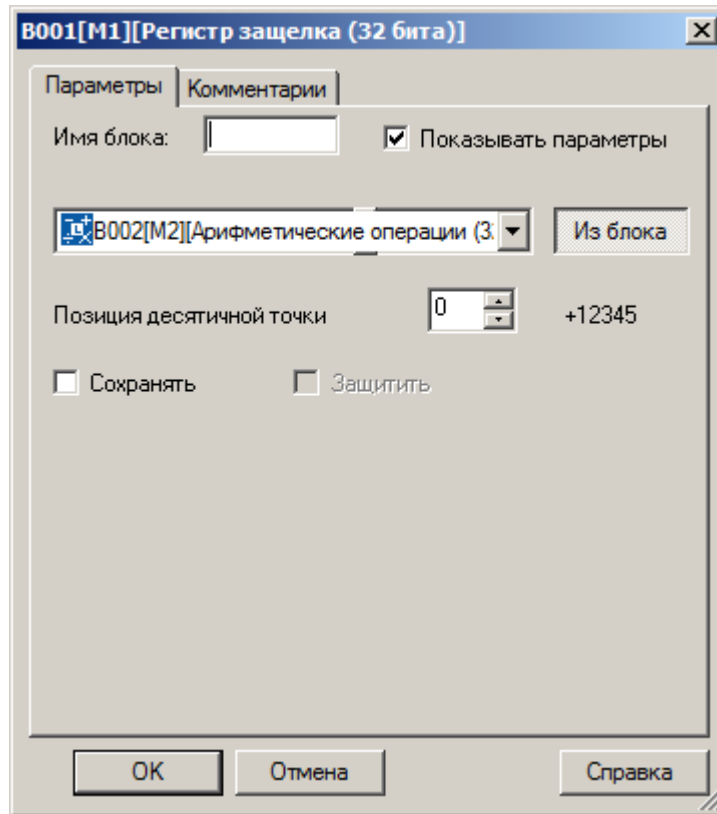 B001[M1][Регистр защелка (32 бита)]
Параметры Комментарии
Имя блока: Показывать параметры
B002[M2][Арифметические операции (3 Из блока
Позиция десятичной точки 0 +12345
Сохранять Защитить
OK Отмена Справка